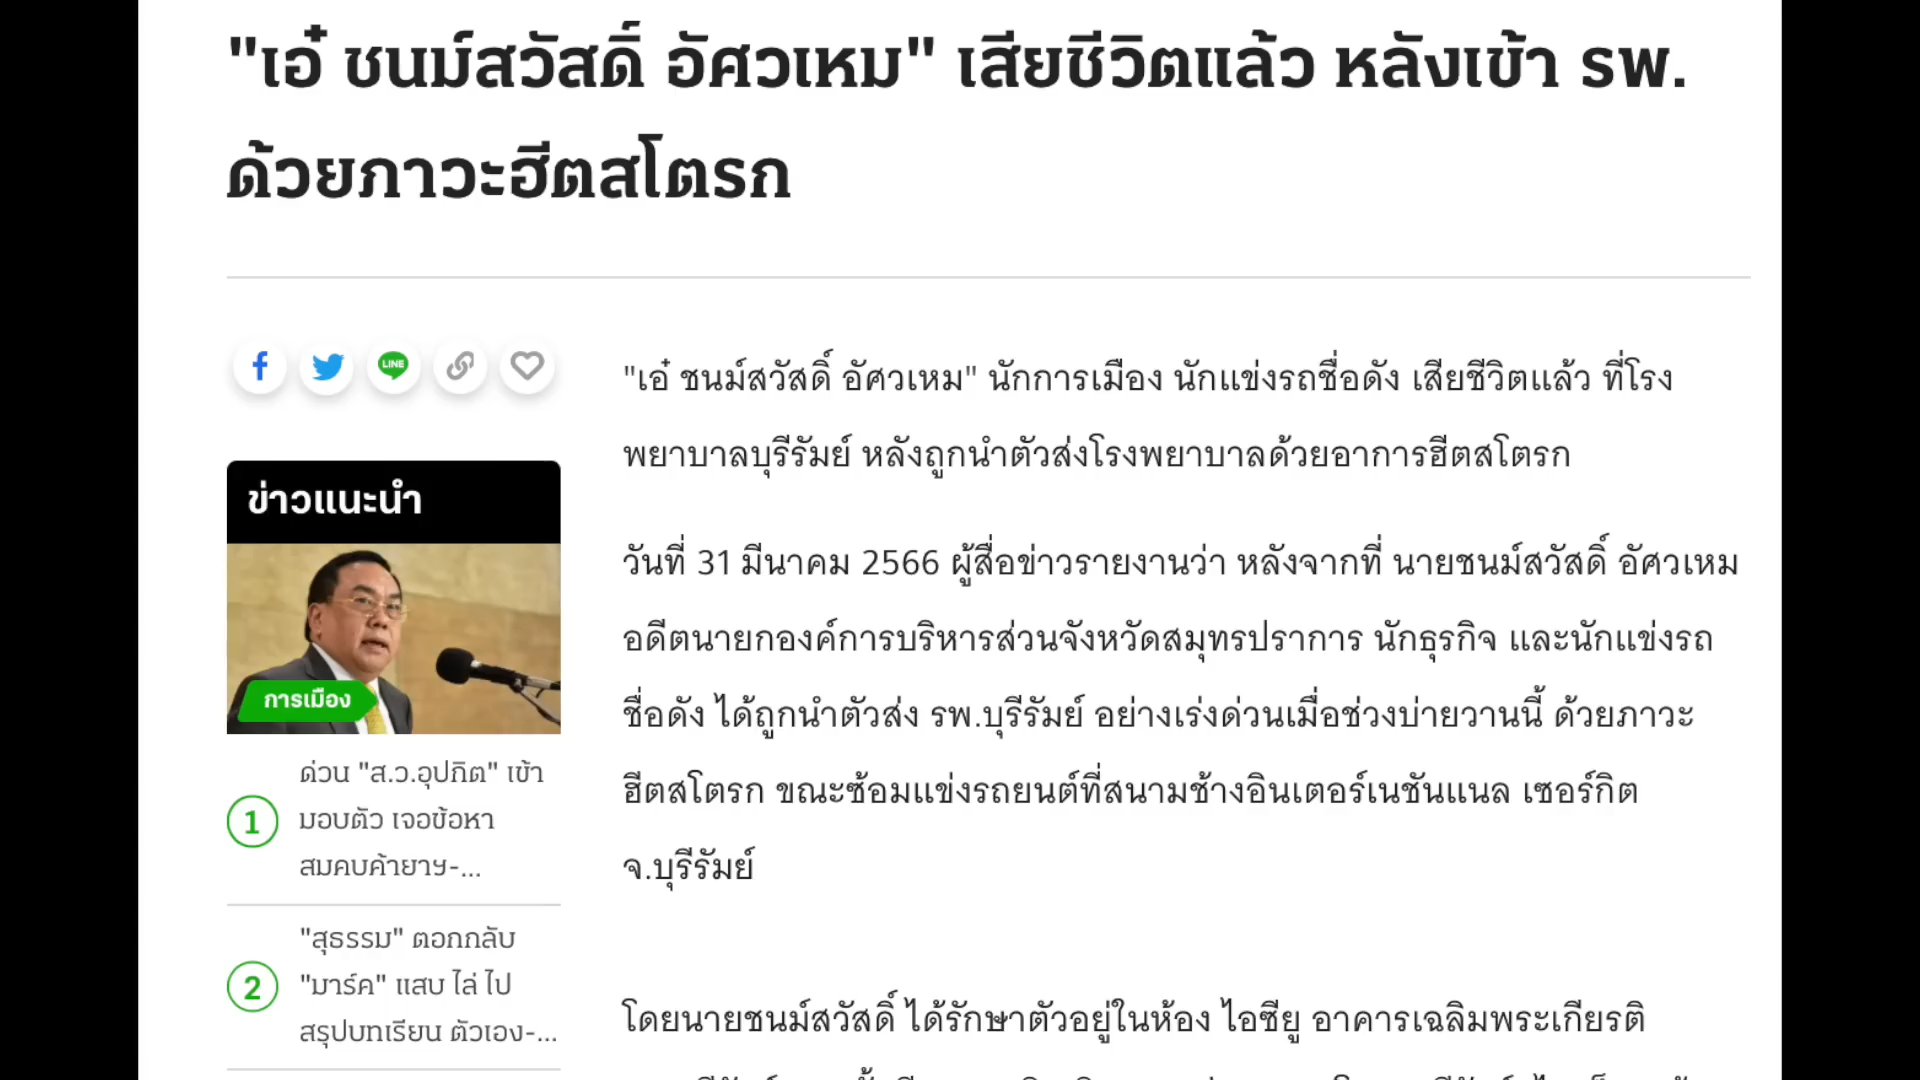 "เอ๋ ชนม์สวัสดิ์ อัศวเหม" เสียชีวิตแล้ว หลังเข้า รพ.
ด้วยภาวะฮีตสโตรก
LINE
ข่าวแนะนำ
การเมือง
1
ด่วน "ส.ว.อุปกิต" เข้า
มอบตัว เจอข้อหา
สมคบค้ายาฯ-...
2
"สุธรรม" ตอกกลับ
"มาร์ค" แสบ ไล่ ไป
สรุปบทเรียน ตัวเอง-...
"เอ๋ ชนม์สวัสดิ์ อัศวเหม" นักการเมือง นักแข่งรถชื่อดัง เสียชีวิตแล้ว ที่โรง
พยาบาลบุรีรัมย์ หลังถูกนำตัวส่งโรงพยาบาลด้วยอาการฮีตสโตรก
วันที่ 31 มีนาคม 2566 ผู้สื่อข่าวรายงานว่า หลังจากที่ นายชนม์สวัสดิ์ อัศวเหม
อดีตนายกองค์การบริหารส่วนจังหวัดสมุทรปราการ นักธุรกิจ และนักแข่งรถ
ชื่อดัง ได้ถูกนำตัวส่ง รพ.บุรีรัมย์ อย่างเร่งด่วนเมื่อช่วงบ่ายวานนี้ ด้วยภาวะ
ฮีตสโตรก ขณะซ้อมแข่งรถยนต์ที่สนามช้างอินเตอร์เนชันแนล เซอร์กิต
จ.บุรีรัมย์
โดยนายชนม์สวัสดิ์ ได้รักษาตัวอยู่ในห้อง ไอซียู อาคารเฉลิมพระเกียรติ